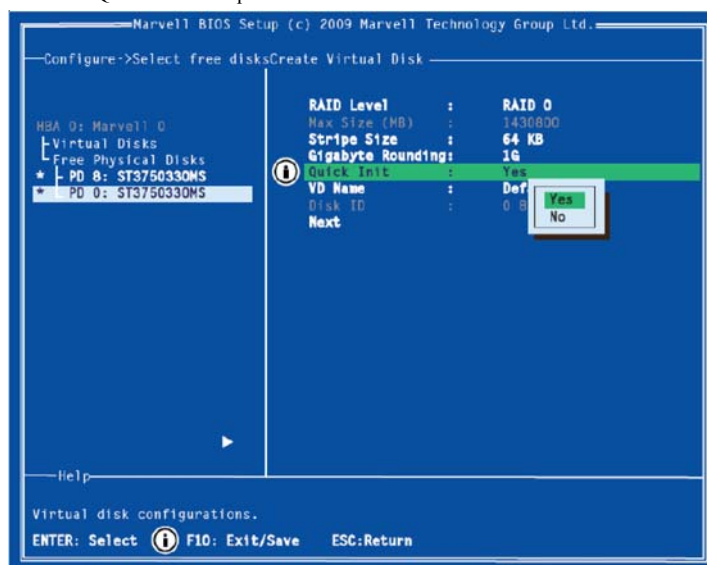 Marvell BIOS Setup (c) 2009 Marvell Technology Group Ltd.
Configure->Select free disksCreate Virtual Disk
HBA 0: Marvell 0
Virtual Disks
Free Physical Disks
* PD 8: ST3750330MS
* PD 0: ST3750330MS
RAID Level : RAID 0
Max Size (MB) : 1430800
Stripe Size : 64 KB
Gigabyte Rounding: 1G
Quick Init : Yes
VD Name : Def
Disk ID : 0 8
Next
Yes
No
Help
Virtual disk configurations.
ENTER: Select F10: Exit/Save ESC:Return